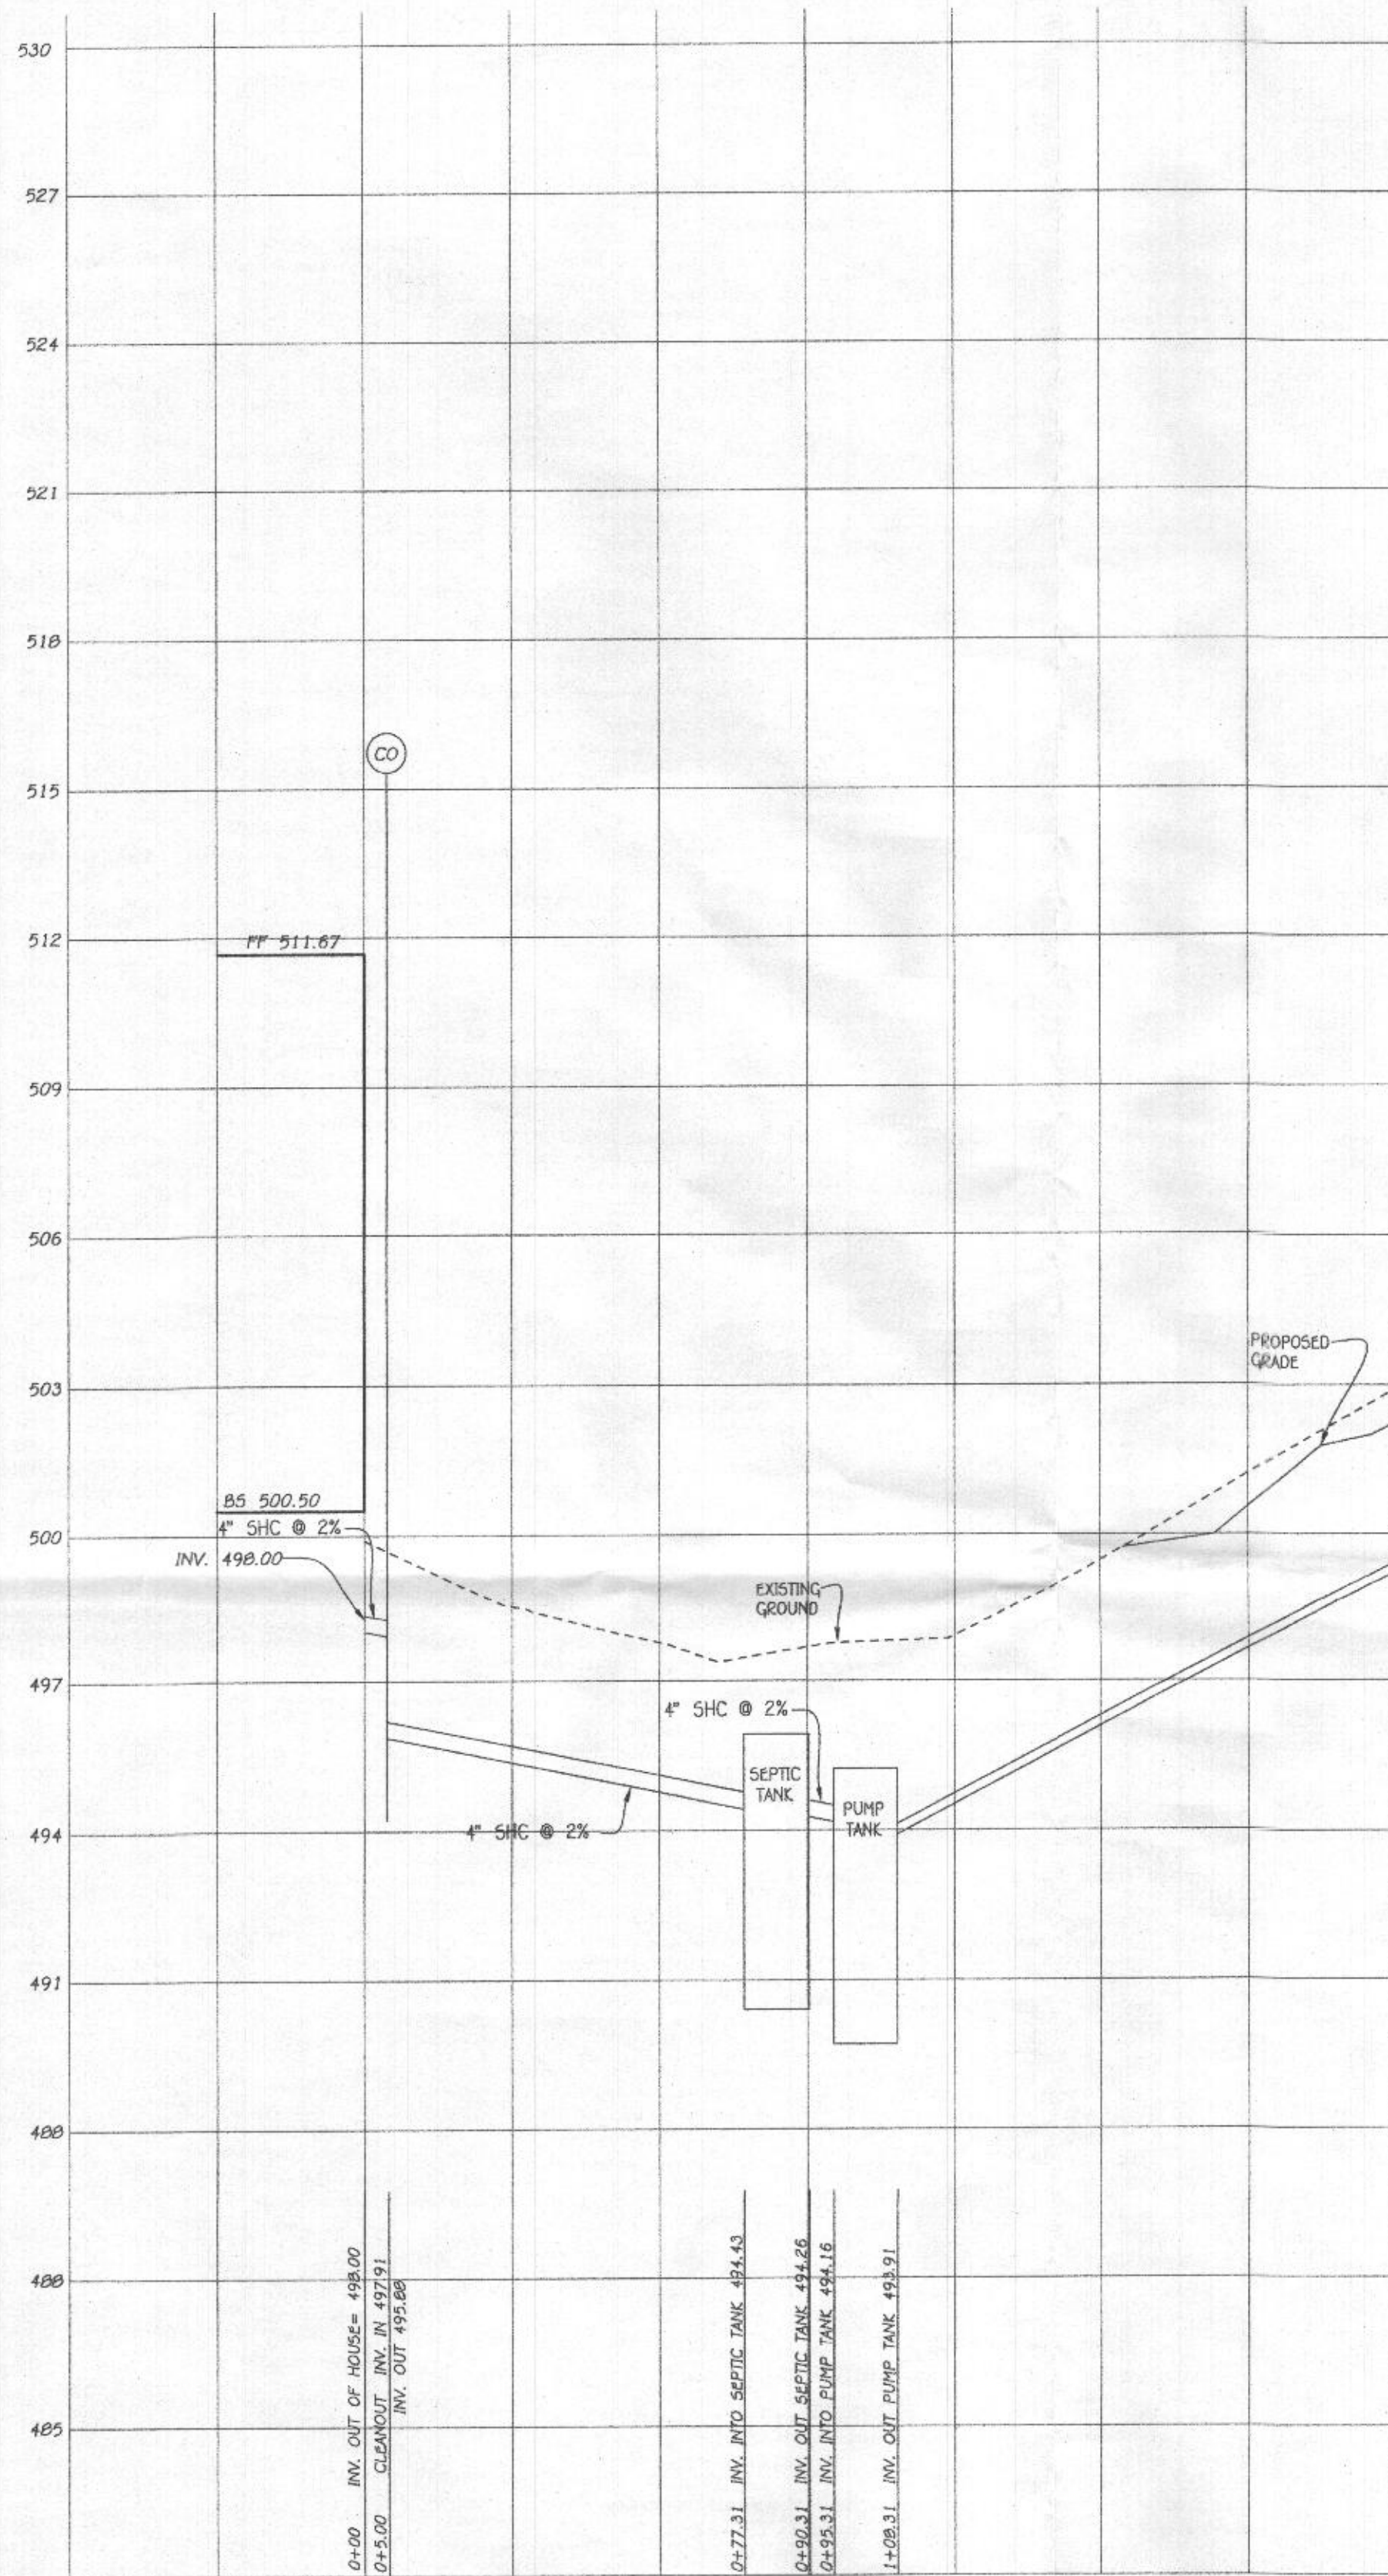 530
527
524
521
518
CO
515
512
FF 511.67
509
506
PROPOSED
GRADE
503
BS 500.50
4" SHC @ 2%
500
INV. 498.00
EXISTING
GROUND
497
4" SHC @ 2%
SEPTIC
TANK
PUMP
TANK
4" SHC @ 2%
494
491
488
488
485
0+00 INV. OUT OF HOUSE= 498.00
0+5.00 CLEANOUT INV. IN 497.91
INV. OUT 495.88
0+77.31 INV. INTO SEPTIC TANK 494.43
0+90.31 INV. OUT SEPTIC TANK 494.26
0+95.31 INV. INTO PUMP TANK 494.16
1+08.31 INV. OUT PUMP TANK 493.91